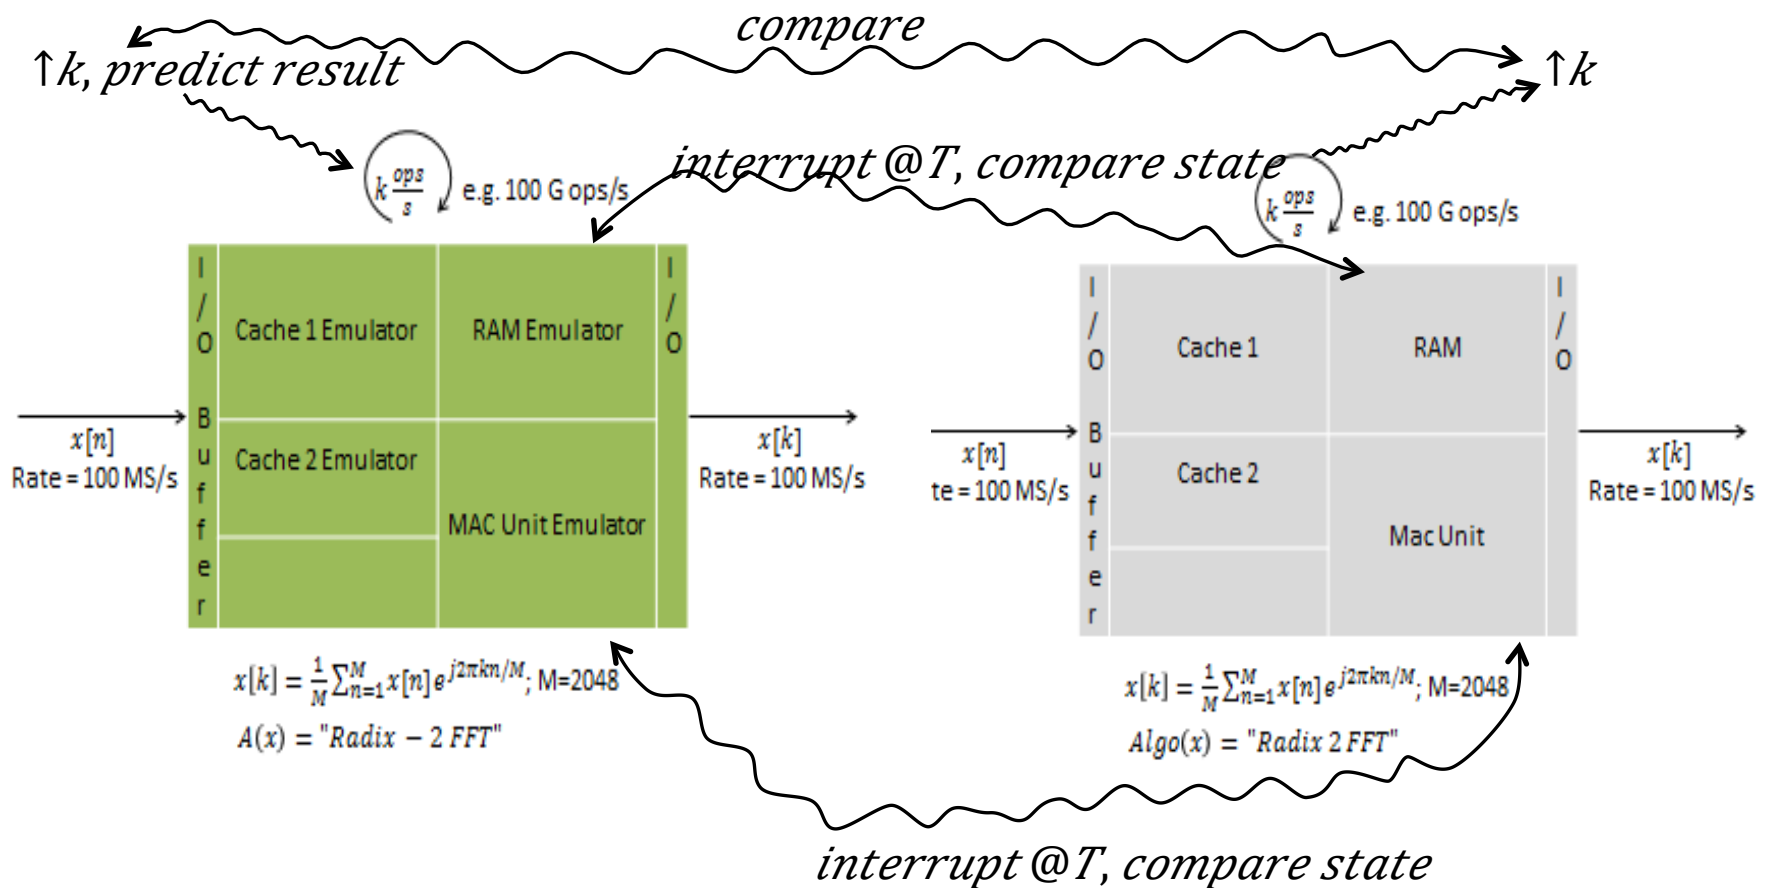 compare
↑k, predict result
↑k
interrupt @T, compare state
k ops/s
e.g. 100 G ops/s
k ops/s
e.g. 100 G ops/s
I/O Buffer
Cache 1 Emulator
RAM Emulator
I/O
Cache 2 Emulator
MAC Unit Emulator
x[n]
Rate = 100 MS/s
x[k]
Rate = 100 MS/s
I/O Buffer
Cache 1
RAM
I/O
Cache 2
Mac Unit
x[n]
te = 100 MS/s
x[k]
Rate = 100 MS/s
x[k] = 1/M ∑_{n=1}^{M} x[n] e^{j2πkn/M}; M=2048
A(x) = "Radix − 2 FFT"
x[k] = 1/M ∑_{n=1}^{M} x[n] e^{j2πkn/M}; M=2048
Algo(x) = "Radix 2 FFT"
interrupt @T, compare state